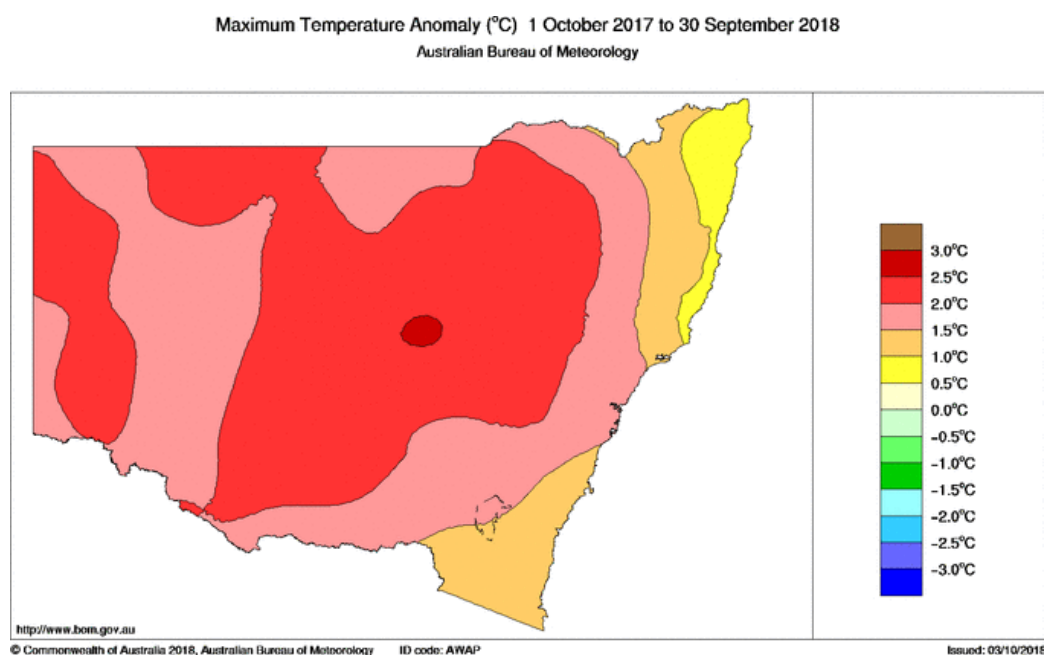 Maximum Temperature Anomaly (°C) 1 October 2017 to 30 September 2018
Australian Bureau of Meteorology
3.0°C
2.5°C
2.0°C
1.5°C
1.0°C
0.5°C
0.0°C
−0.5°C
−1.0°C
−1.5°C
−2.0°C
−2.5°C
−3.0°C
http://www.bom.gov.au
© Commonwealth of Australia 2018, Australian Bureau of Meteorology ID code: AWAP Issued: 03/10/2018